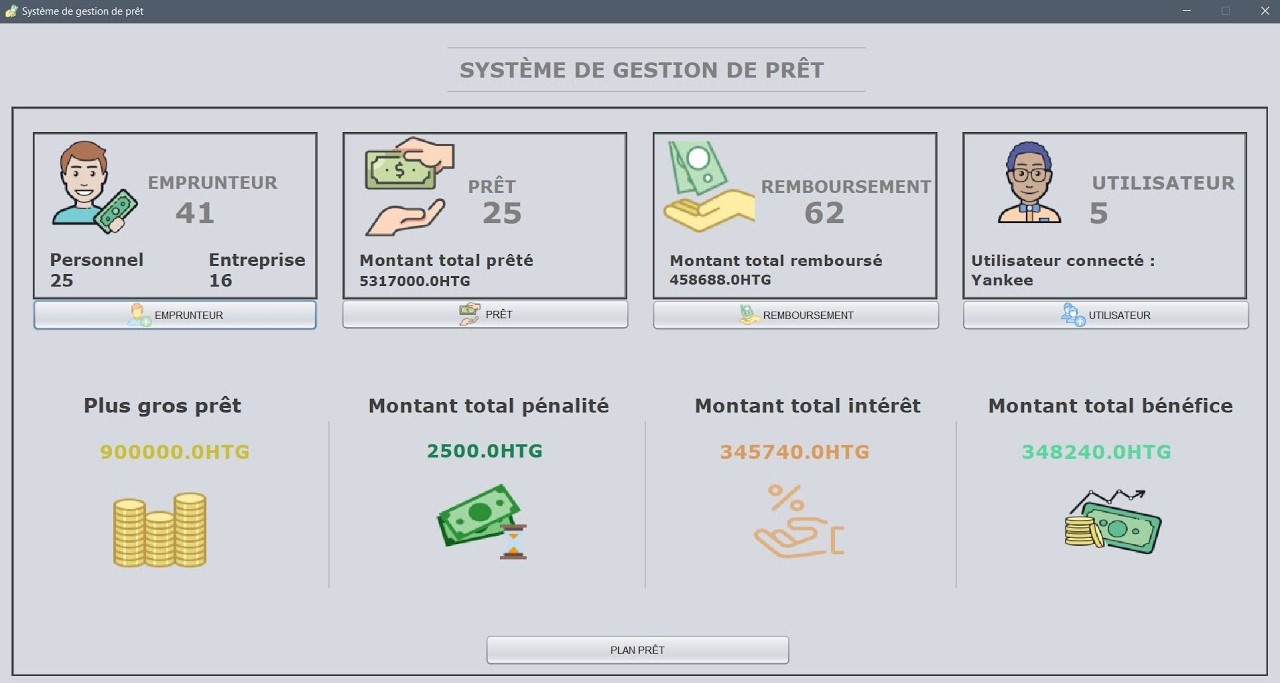 Système de gestion de prêt
SYSTÈME DE GESTION DE PRÊT
EMPRUNTEUR
41
Personnel
25
Entreprise
16
EMPRUNTEUR
$
PRÊT
25
Montant total prêté
5317000.0HTG
PRÊT
REMBOURSEMENT
62
Montant total remboursé
458688.0HTG
REMBOURSEMENT
UTILISATEUR
5
Utilisateur connecté :
Yankee
UTILISATEUR
Plus gros prêt
900000.0HTG
Montant total pénalité
2500.0HTG
Montant total intérêt
345740.0HTG
%
Montant total bénéfice
348240.0HTG
PLAN PRÊT